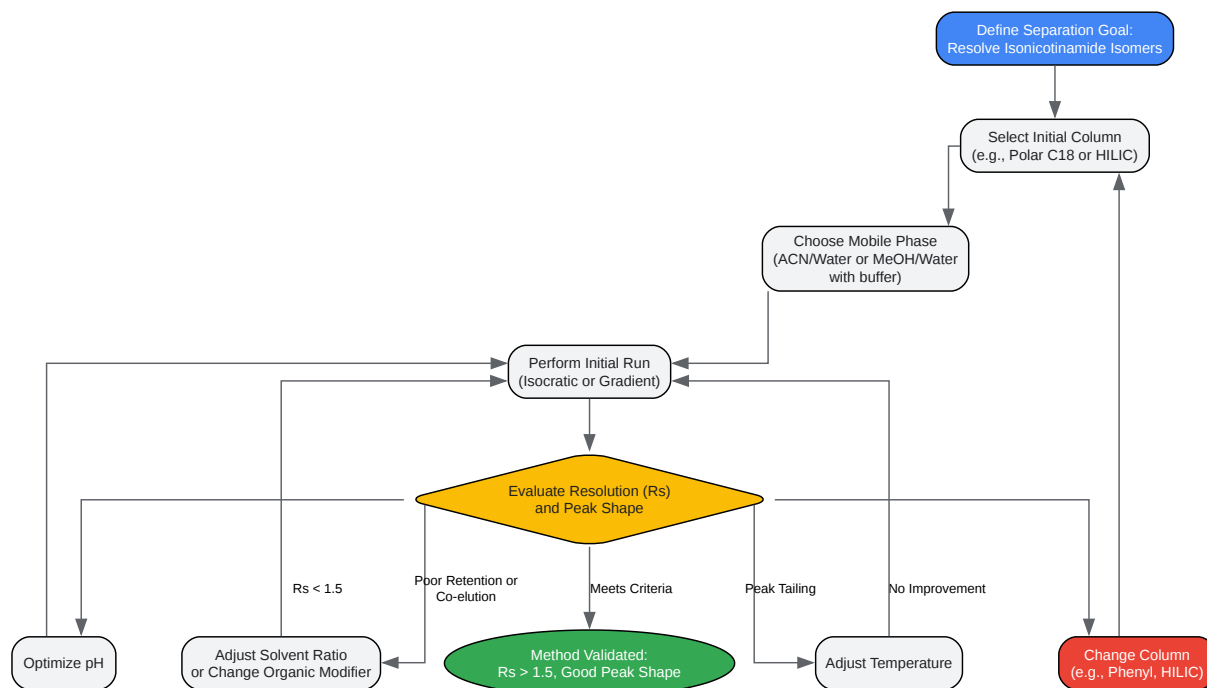 Define Separation Goal:
Resolve Isonicotinamide Isomers
Select Initial Column
(e.g., Polar C18 or HILIC)
Choose Mobile Phase
(ACN/Water or MeOH/Water
with buffer)
Perform Initial Run
(Isocratic or Gradient)
Evaluate Resolution (Rs)
and Peak Shape
Rs < 1.5
Poor Retention or
Co-elution
Meets Criteria
Peak Tailing
No Improvement
Optimize pH
Adjust Solvent Ratio
or Change Organic Modifier
Method Validated:
Rs > 1.5, Good Peak Shape
Adjust Temperature
Change Column
(e.g., Phenyl, HILIC)